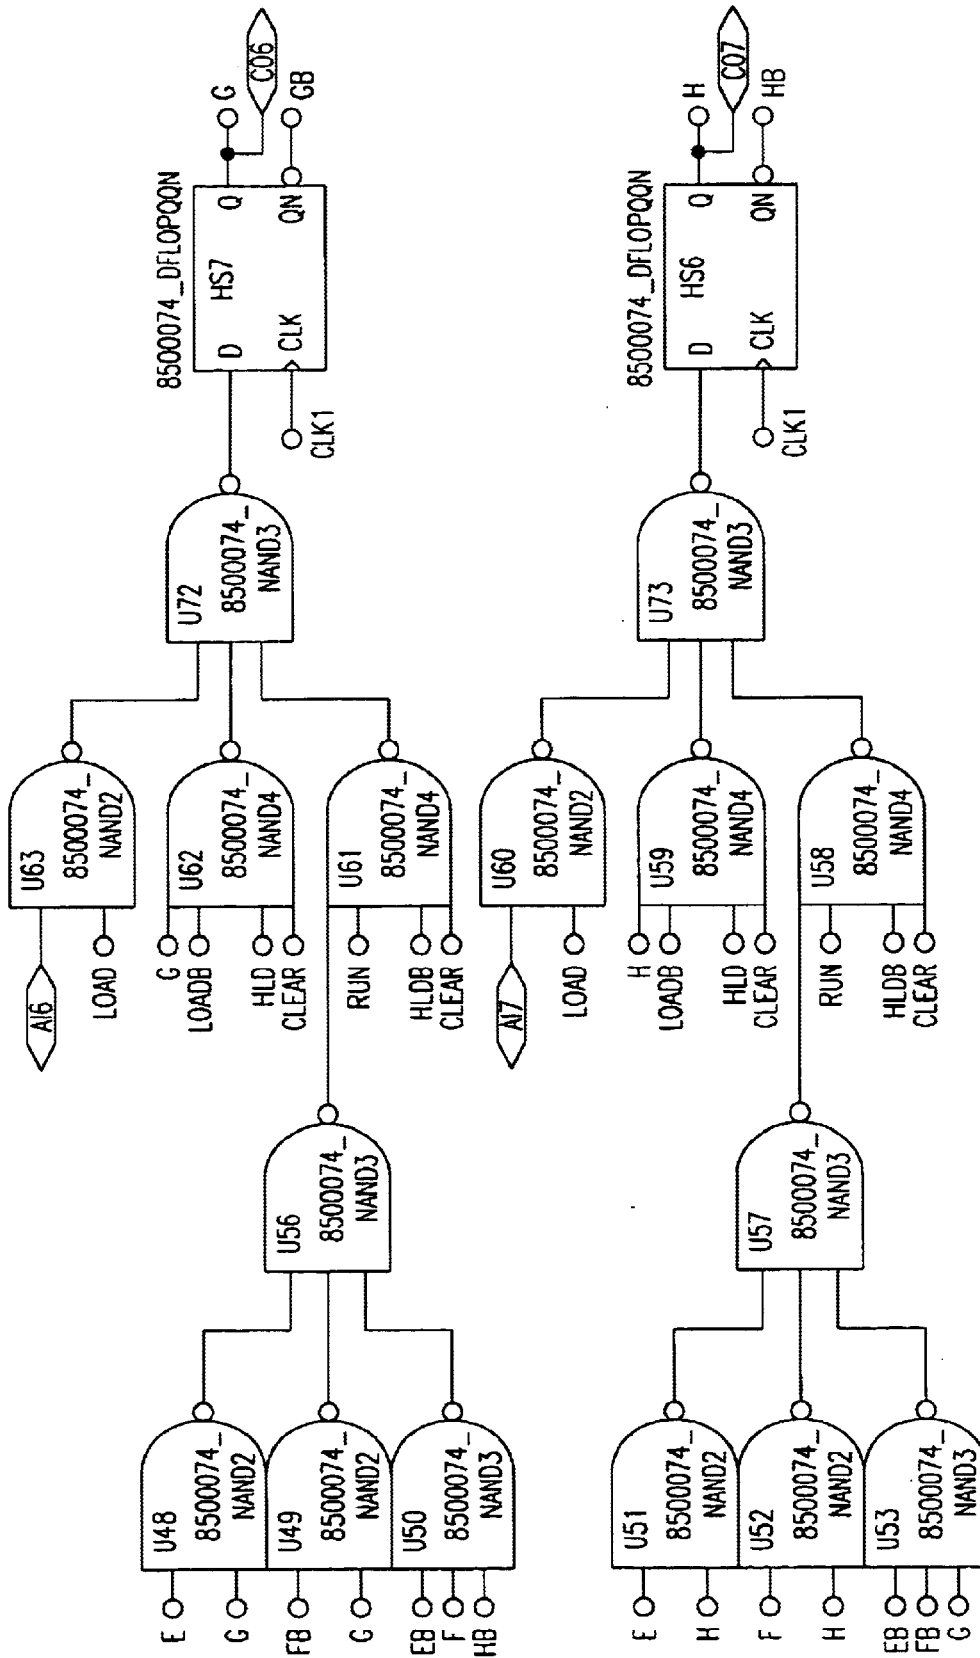 E
G
FB
G
EB
F
HB
U48
8500074_
NAND2
U49
8500074_
NAND2
U50
8500074_
NAND3
U56
8500074_
NAND3
AI6
LOAD
G
LOADB
HLD
CLEAR
RUN
HLDB
CLEAR
U63
8500074_
NAND2
U62
8500074_
NAND4
U61
8500074_
NAND4
U72
8500074_
NAND3
CLK1
8500074_DFLOPQQN
D
HS7
Q
CLK
QN
G
CO6
GB
E
H
F
H
EB
FB
G
U51
8500074_
NAND2
U52
8500074_
NAND2
U53
8500074_
NAND3
U57
8500074_
NAND3
AI7
LOAD
H
LOADB
HLD
CLEAR
RUN
HLDB
CLEAR
U60
8500074_
NAND2
U59
8500074_
NAND4
U58
8500074_
NAND4
U73
8500074_
NAND3
CLK1
8500074_DFLOPQQN
D
HS6
Q
CLK
QN
H
CO7
HB